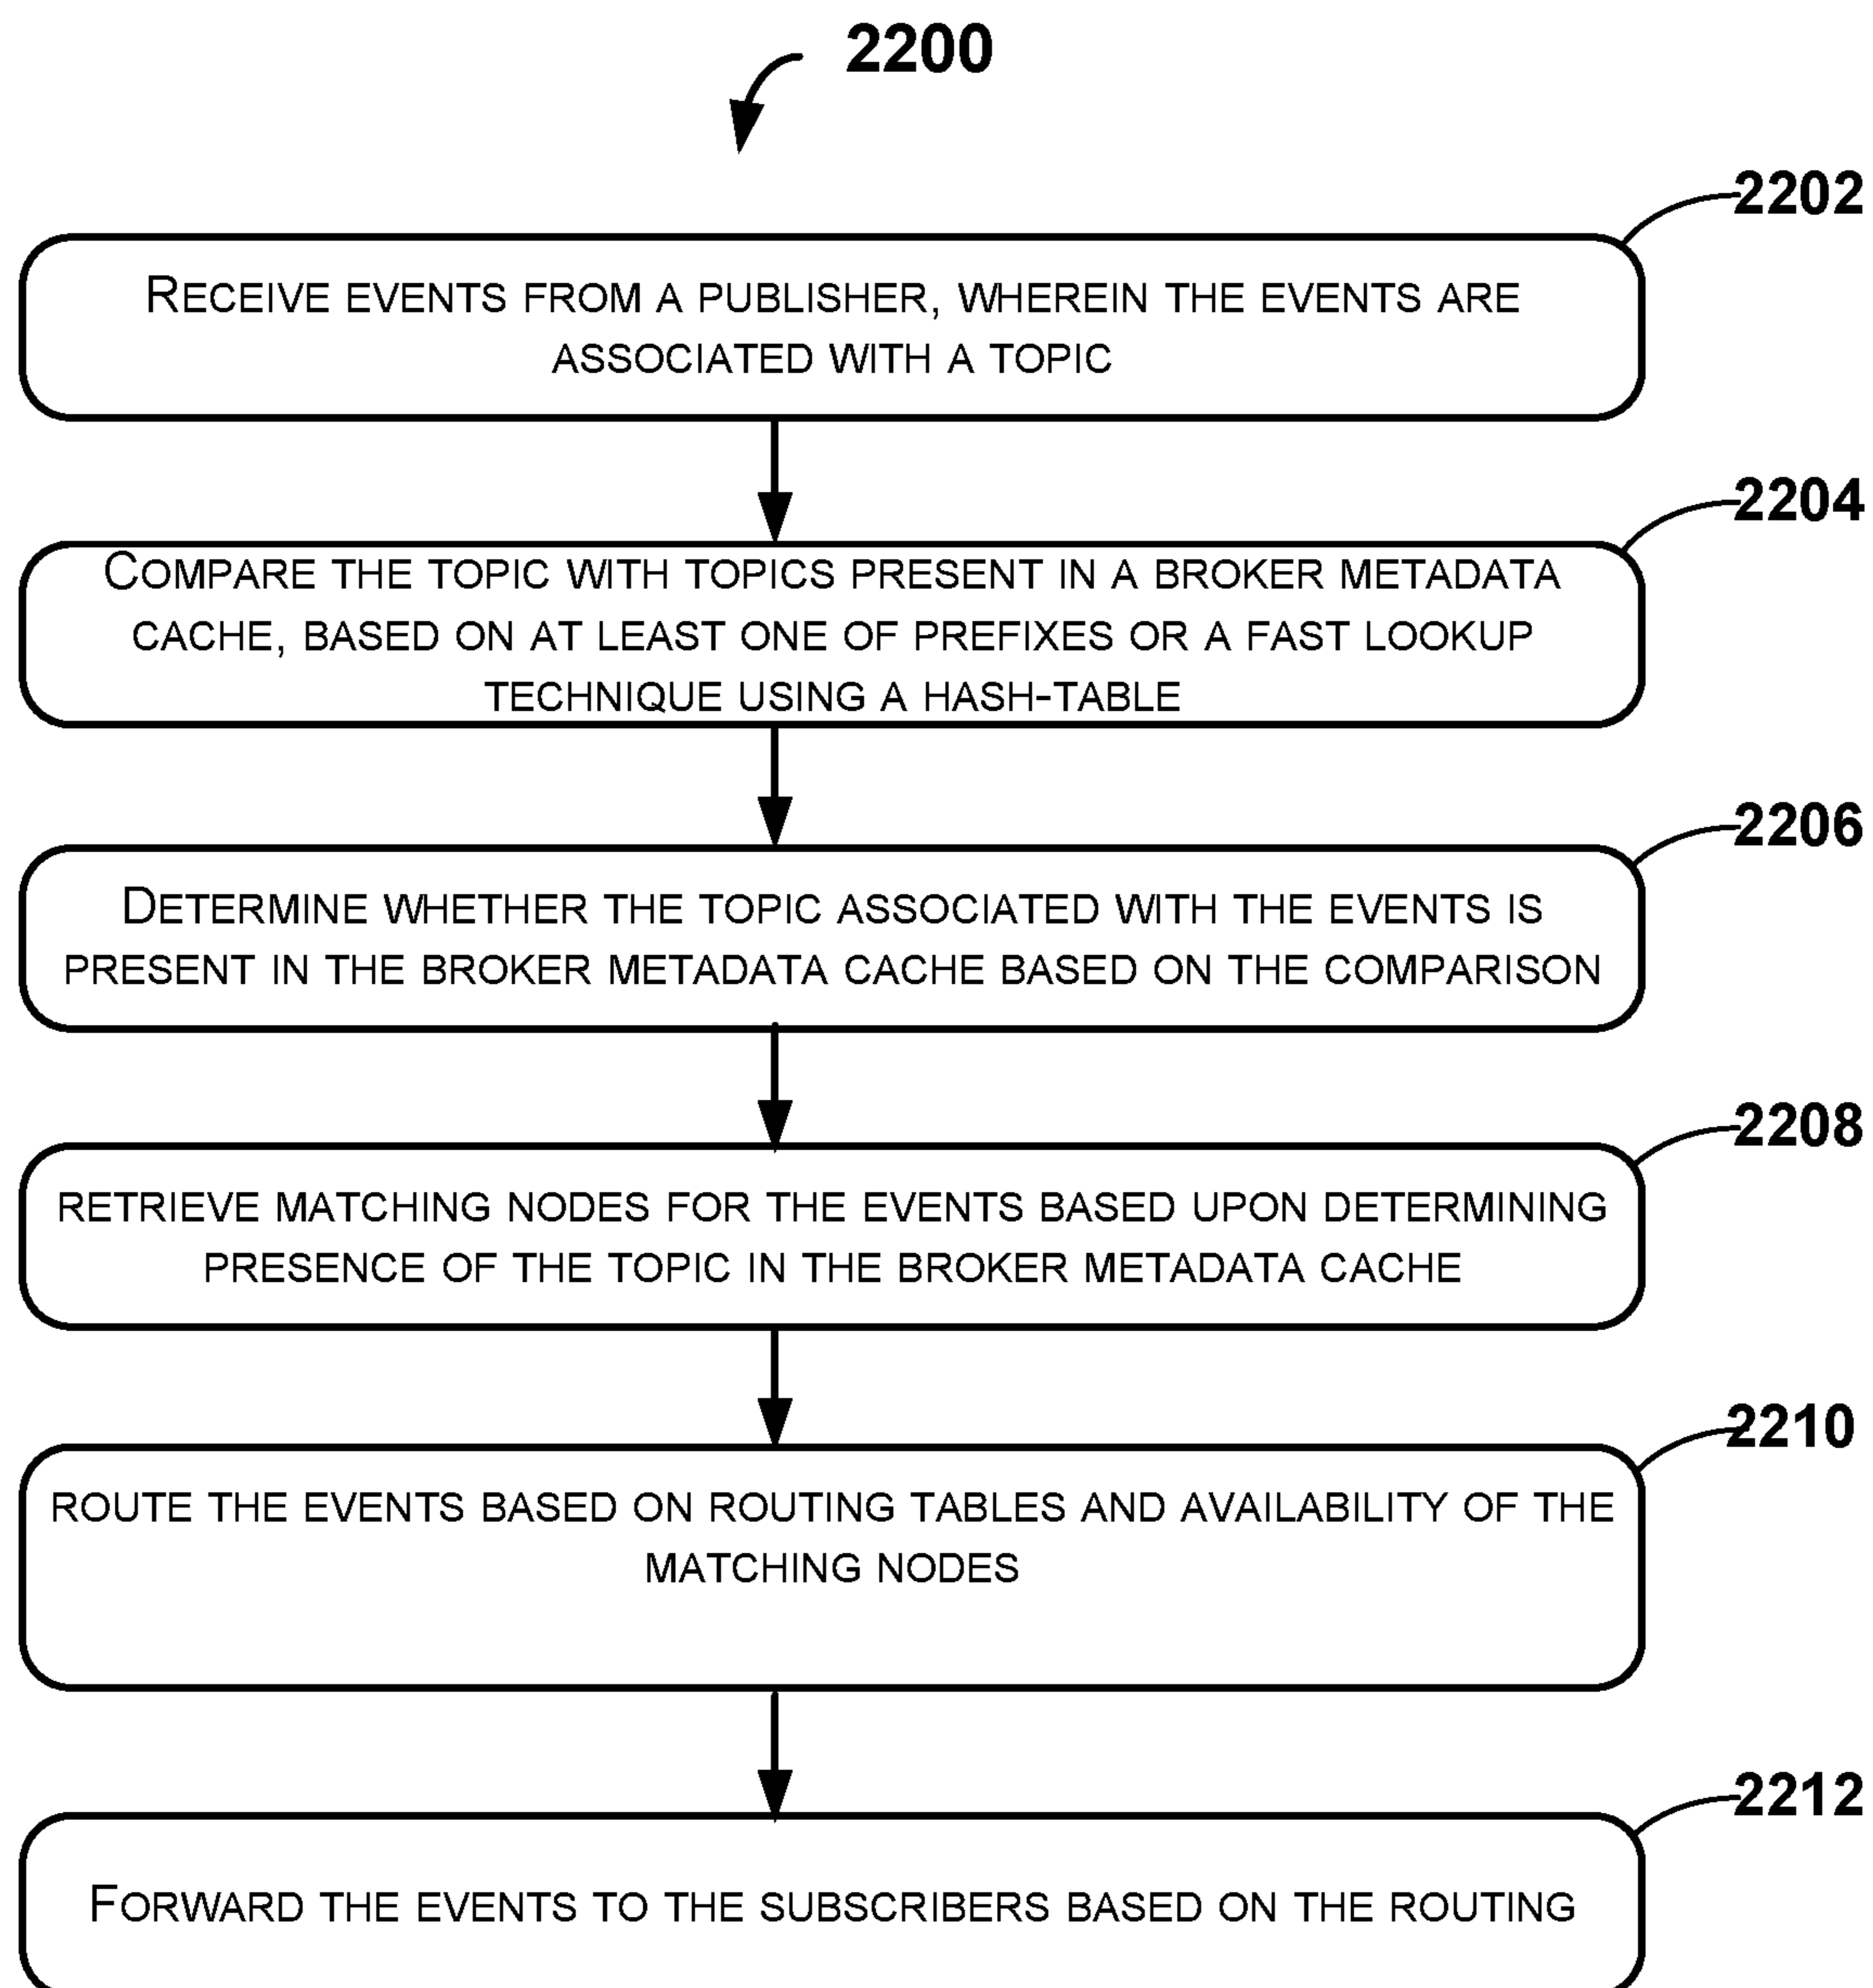 2200
2202
RECEIVE EVENTS FROM A PUBLISHER, WHEREIN THE EVENTS ARE
ASSOCIATED WITH A TOPIC
2204
COMPARE THE TOPIC WITH TOPICS PRESENT IN A BROKER METADATA
CACHE, BASED ON AT LEAST ONE OF PREFIXES OR A FAST LOOKUP
TECHNIQUE USING A HASH-TABLE
2206
DETERMINE WHETHER THE TOPIC ASSOCIATED WITH THE EVENTS IS
PRESENT IN THE BROKER METADATA CACHE BASED ON THE COMPARISON
2208
RETRIEVE MATCHING NODES FOR THE EVENTS BASED UPON DETERMINING
PRESENCE OF THE TOPIC IN THE BROKER METADATA CACHE
2210
ROUTE THE EVENTS BASED ON ROUTING TABLES AND AVAILABILITY OF THE
MATCHING NODES
2212
FORWARD THE EVENTS TO THE SUBSCRIBERS BASED ON THE ROUTING